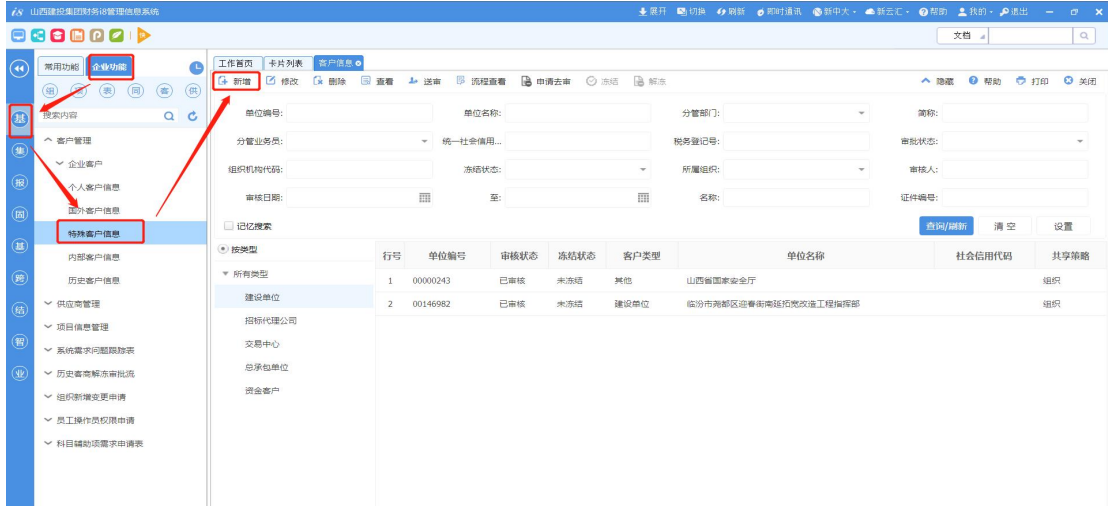 i8 山西建投集团财务i8管理信息系统 展开 切换 刷新 即时通讯 新中大 新云汇 帮助 我的 退出
文档
常用功能 企业功能 工作首页 卡片列表 客户信息
新增 修改 删除 查看 送审 流程查看 申请去审 冻结 解冻 隐藏 帮助 打印 关闭
组 表 同 客 供
搜索内容
基
集
报
固
基
跨
结
智
业
客户管理
企业客户
个人客户信息
国外客户信息
特殊客户信息
内部客户信息
历史客户信息
供应商管理
项目信息管理
系统需求问题跟踪表
历史客商解冻审批流
组织新增变更申请
员工操作员权限申请
科目辅助项需求申请表
单位编号: 单位名称: 分管部门: 简称:
分管业务员: 统一社会信用... 税务登记号: 审批状态:
组织机构代码: 冻结状态: 所属组织: 审核人:
审核日期: 至: 名称: 证件编号:
记忆搜索 查询/刷新 清空 设置
按类型
所有类型
建设单位
招标代理公司
交易中心
总承包单位
资金客户
行号 单位编号 审核状态 冻结状态 客户类型 单位名称 社会信用代码 共享策略
1 00000243 已审核 未冻结 其他 山西省国家安全厅 组织
2 00146982 已审核 未冻结 建设单位 临汾市尧都区迎春街南延拓宽改造工程指挥部 组织